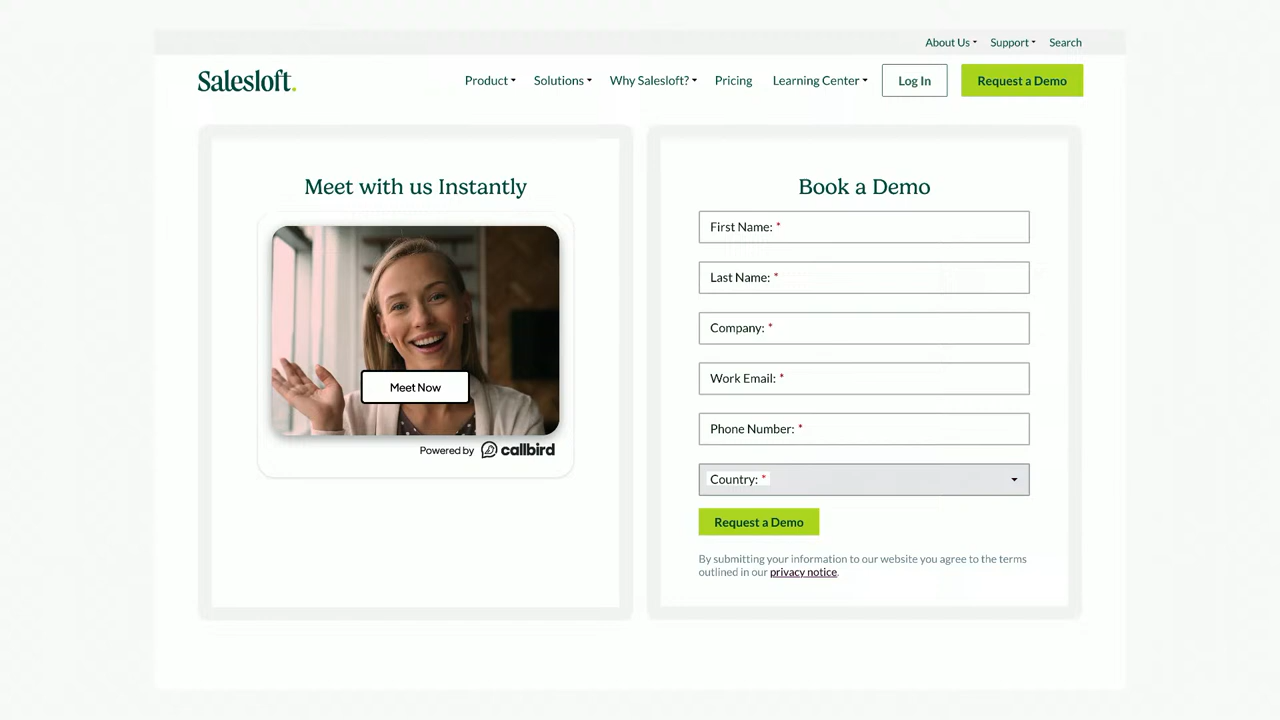 About Us
Support
Search
Salesloft.
Product
Solutions
Why Salesloft?
Pricing
Learning Center
Log In
Request a Demo
Meet with us Instantly
Meet Now
Powered by callbird
Book a Demo
First Name: *
Last Name: *
Company: *
Work Email: *
Phone Number: *
Country: *
Request a Demo
By submitting your information to our website you agree to the terms
outlined in our privacy notice.